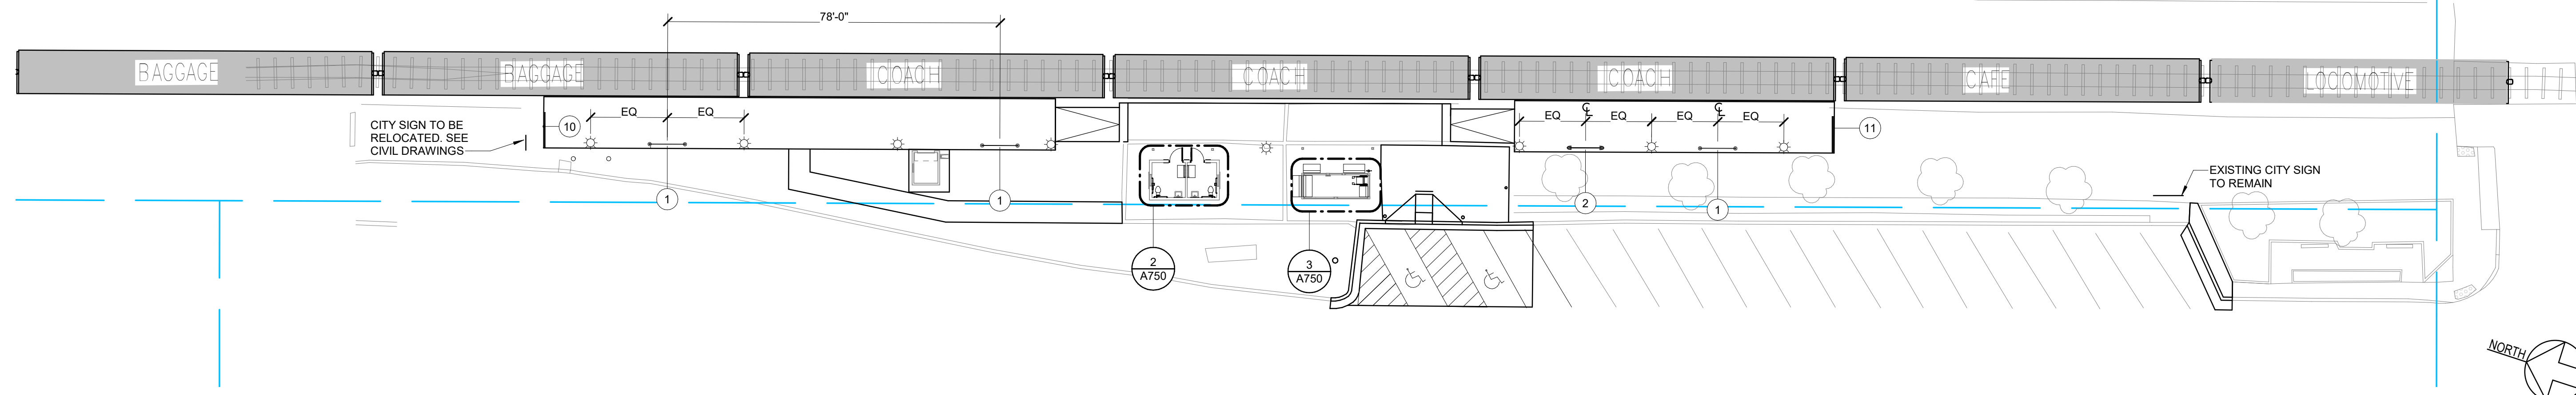 78'-0"
BAGGAGE
BAGGAGE
COACH
COACH
COACH
CAFE
LOCOMOTIVE
CITY SIGN TO BE
RELOCATED. SEE
CIVIL DRAWINGS
10
EQ
EQ
EQ
EQ
EQ
EQ
11
EXISTING CITY SIGN
TO REMAIN
1
1
2
1
2
A750
3
A750
NORTH